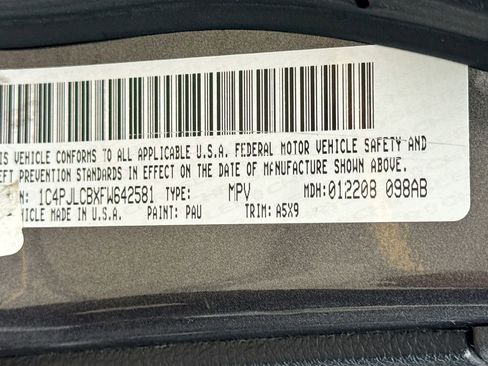 IS VEHICLE CONFORMS TO ALL APPLICABLE U.S.A. FEDERAL MOTOR VEHICLE SAFETY AND
EFT PREVENTION STANDARDS IN EFFECT ON THE DATE OF MANUFACTURE SHOWN ABOVE.
N: 1C4PJLCBXFW642581 TYPE: MPV MDH: 012208 098AB
EHICLE MADE IN U.S.A. PAINT: PAU TRIM: A5X9